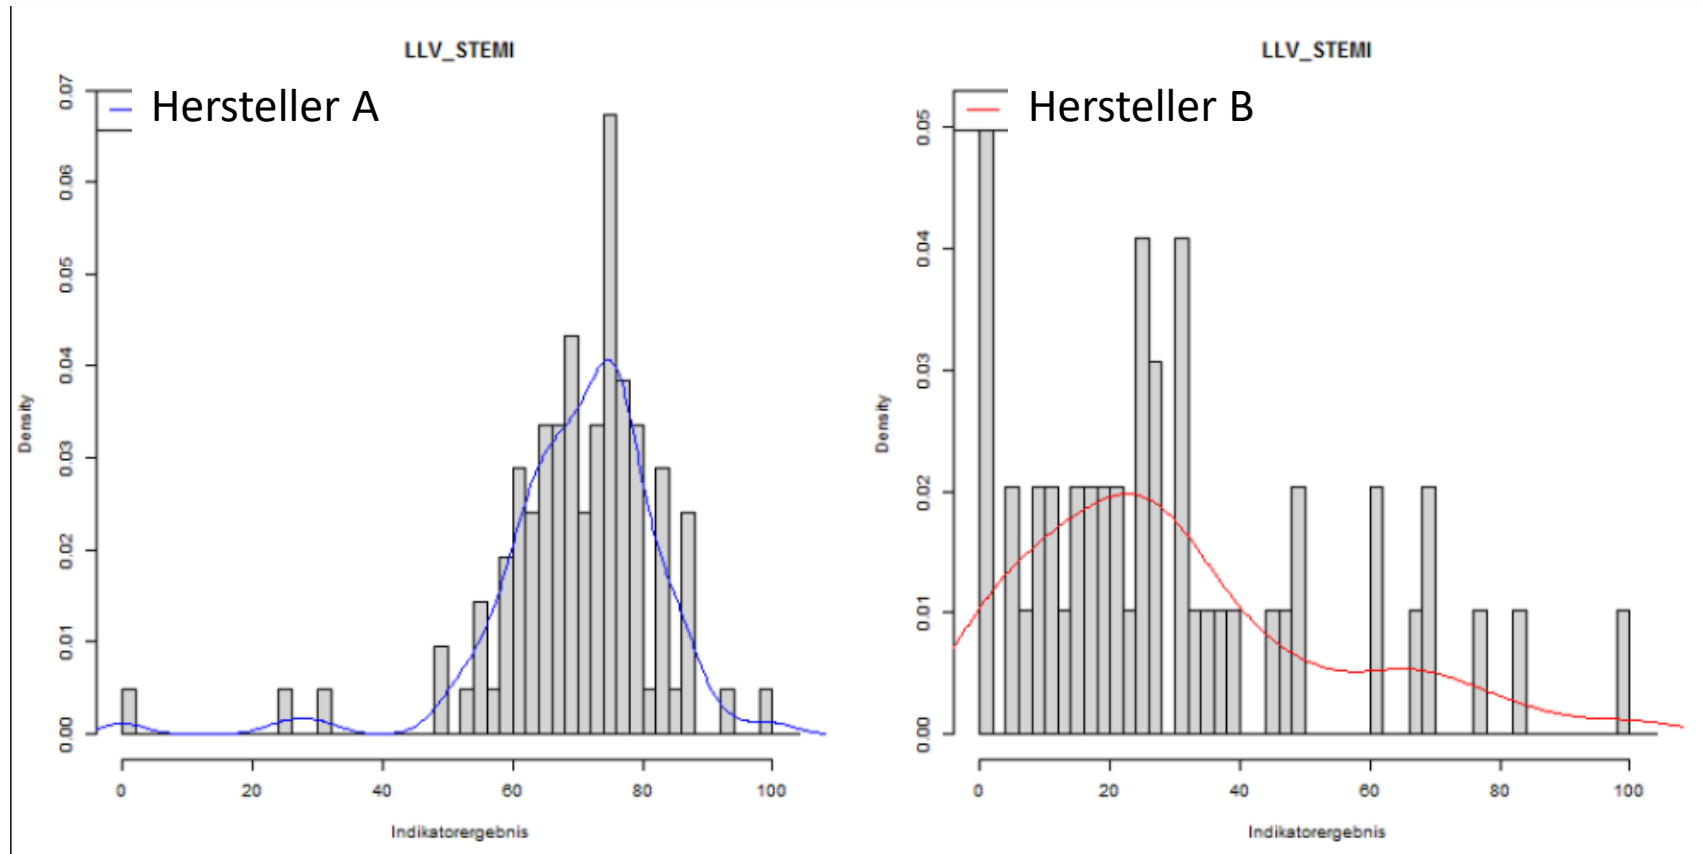 LLV_STEMI
Hersteller A
0.07
0.06
0.05
0.04
0.03
0.02
0.01
0.00
Density
0 20 40 60 80 100
Indikatorergebnis
LLV_STEMI
Hersteller B
0.05
0.04
0.03
0.02
0.01
0.00
Density
0 20 40 60 80 100
Indikatorergebnis